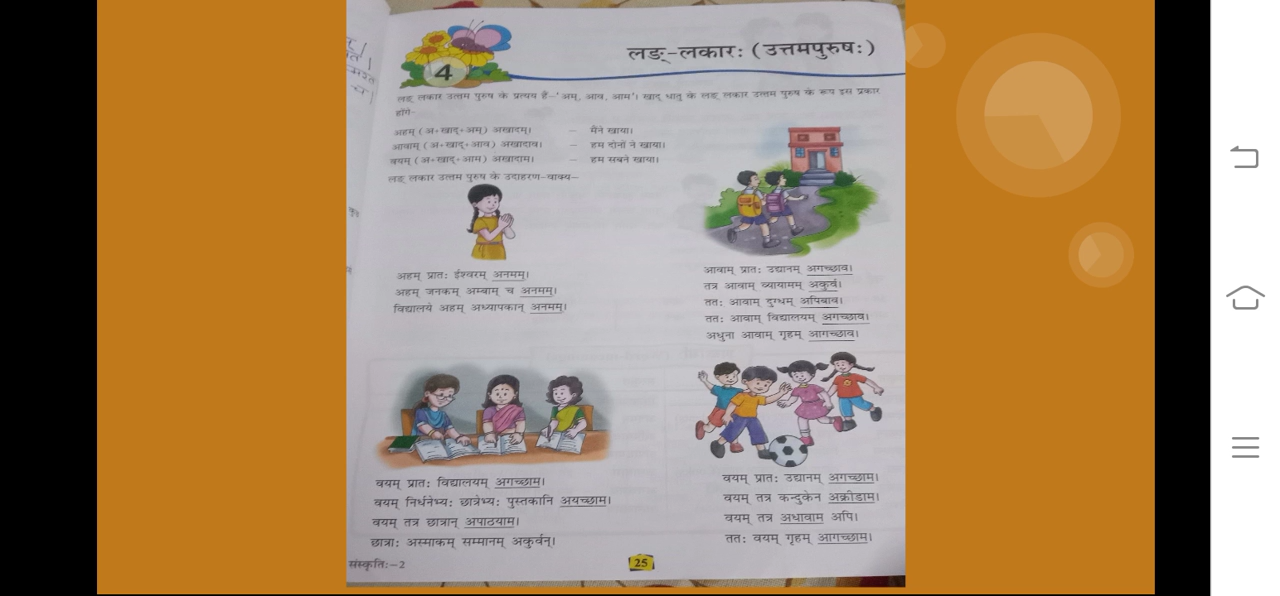 4
लङ्-लकारः (उत्तमपुरुषः)
लङ् लकार उत्तम पुरुष के प्रत्यय हैं-'अम्, आव, आम'। खाद् धातु के लङ् लकार उत्तम पुरुष के रूप इस प्रकार
होंगे-
अहम् (अ+खाद्+अम्) अखादम्। – मैंने खाया।
आवाम् (अ+खाद्+आव) अखादाव। – हम दोनों ने खाया।
वयम् (अ+खाद्+आम) अखादाम। – हम सबने खाया।
लङ् लकार उत्तम पुरुष के उदाहरण-वाक्य–
अहम् प्रातः ईश्वरम् अनमम्।
अहम् जनकम् अम्बाम् च अनमम्।
विद्यालये अहम् अध्यापकान् अनमम्।
आवाम् प्रातः उद्यानम् अगच्छाव।
तत्र आवाम् व्यायामम् अकुर्व।
ततः आवाम् दुग्धम् अपिबाव।
ततः आवाम् विद्यालयम् अगच्छाव।
अधुना आवाम् गृहम् आगच्छाव।
वयम् प्रातः विद्यालयम् अगच्छाम।
वयम् निर्धनेभ्यः छात्रेभ्यः पुस्तकानि अयच्छाम।
वयम् तत्र छात्रान् अपाठयाम।
छात्राः अस्माकम् सम्मानम् अकुर्वन्।
वयम् प्रातः उद्यानम् अगच्छाम।
वयम् तत्र कन्दुकेन अक्रीडाम।
वयम् तत्र अधावाम अपि।
ततः वयम् गृहम् आगच्छाम।
संस्कृतिः–2
25